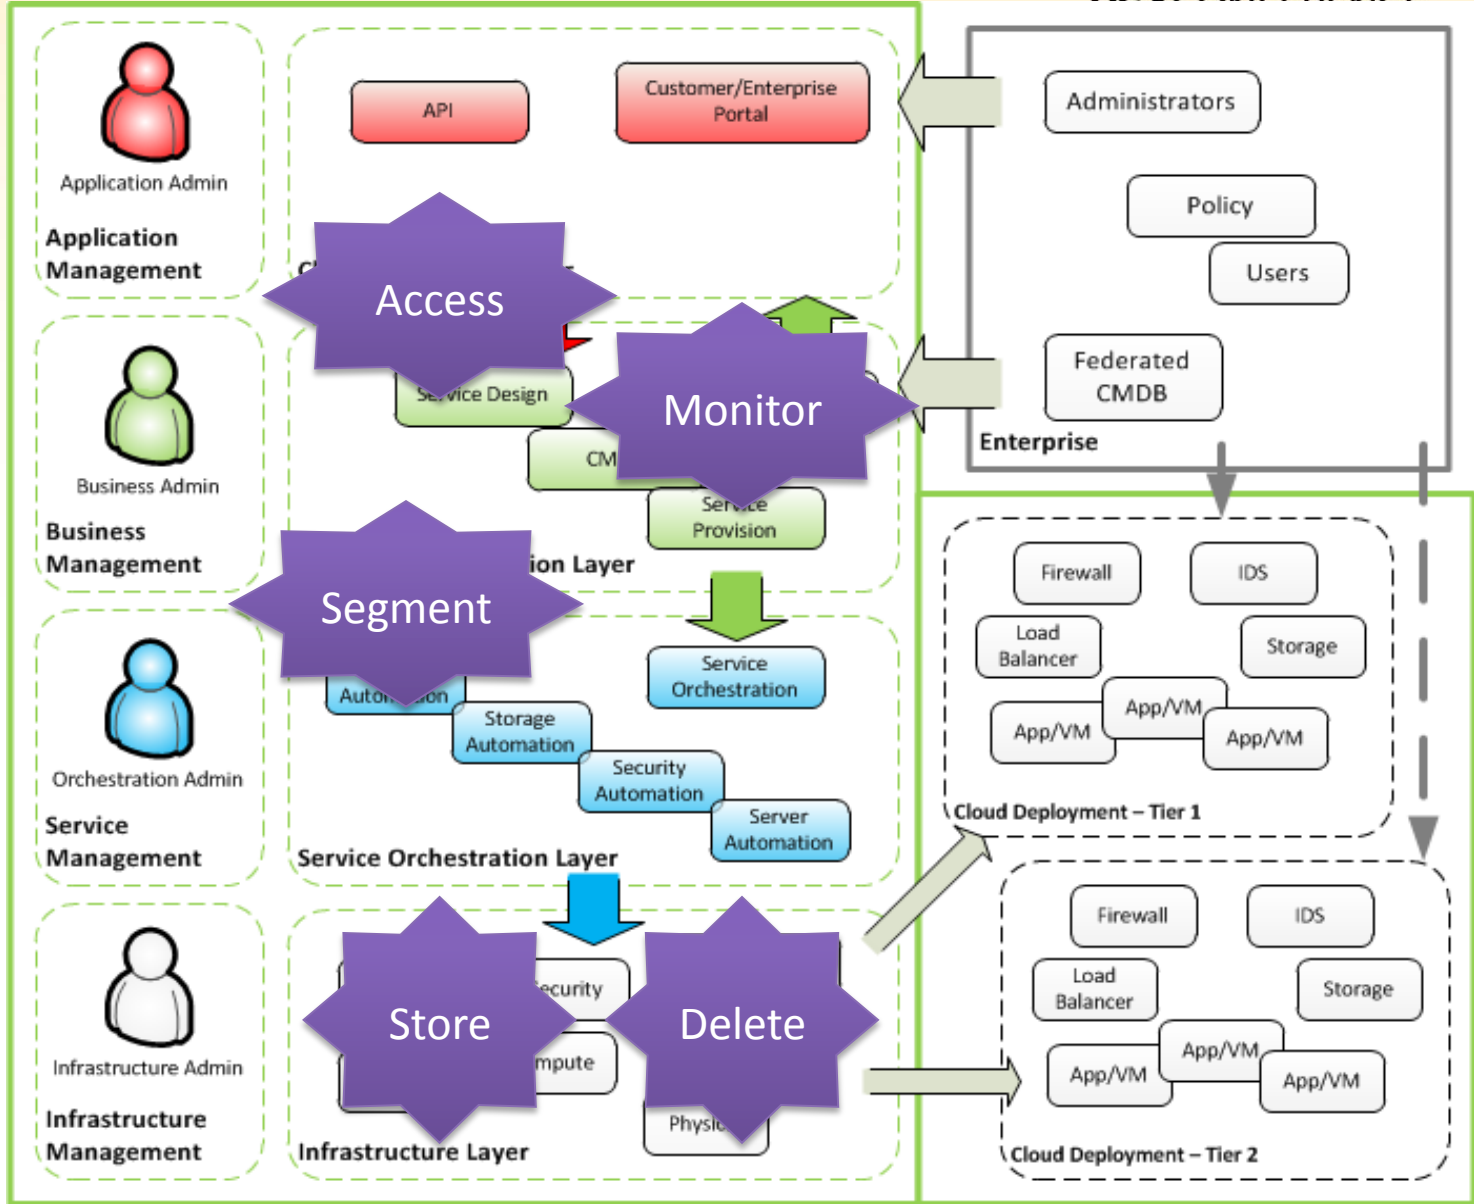 Application Admin
Application
Management
API
Customer/Enterprise
Portal
Access
Administrators
Policy
Users
Federated
CMDB
Enterprise
Business Admin
Business
Management
Service Design
Monitor
CM
Service
Provision
ion Layer
Segment
Orchestration Admin
Service
Management
Service
Orchestration
Automation
Storage
Automation
Security
Automation
Server
Automation
Service Orchestration Layer
Infrastructure Admin
Infrastructure
Management
Store
Delete
ecurity
mpute
Infrastructure Layer
Firewall
IDS
Load
Balancer
Storage
App/VM
App/VM
App/VM
Cloud Deployment – Tier 1
Firewall
IDS
Load
Balancer
Storage
App/VM
App/VM
App/VM
Cloud Deployment – Tier 2